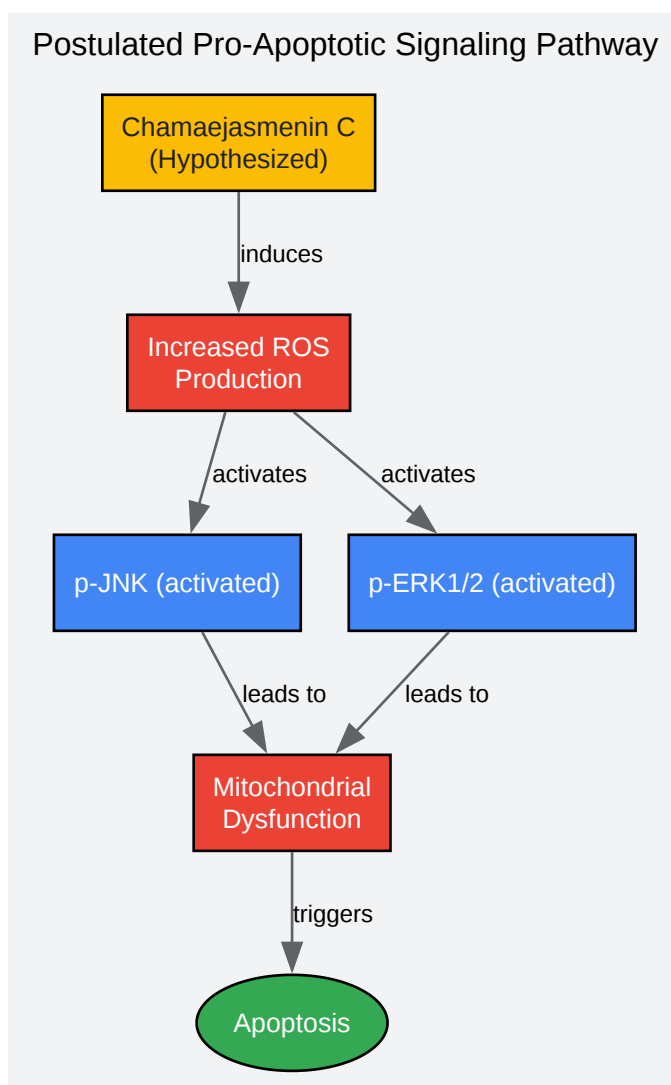 Postulated Pro-Apoptotic Signaling Pathway
Chamaejasmenin C
(Hypothesized)
induces
Increased ROS
Production
activates
activates
p-JNK (activated)
p-ERK1/2 (activated)
leads to
leads to
Mitochondrial
Dysfunction
triggers
Apoptosis